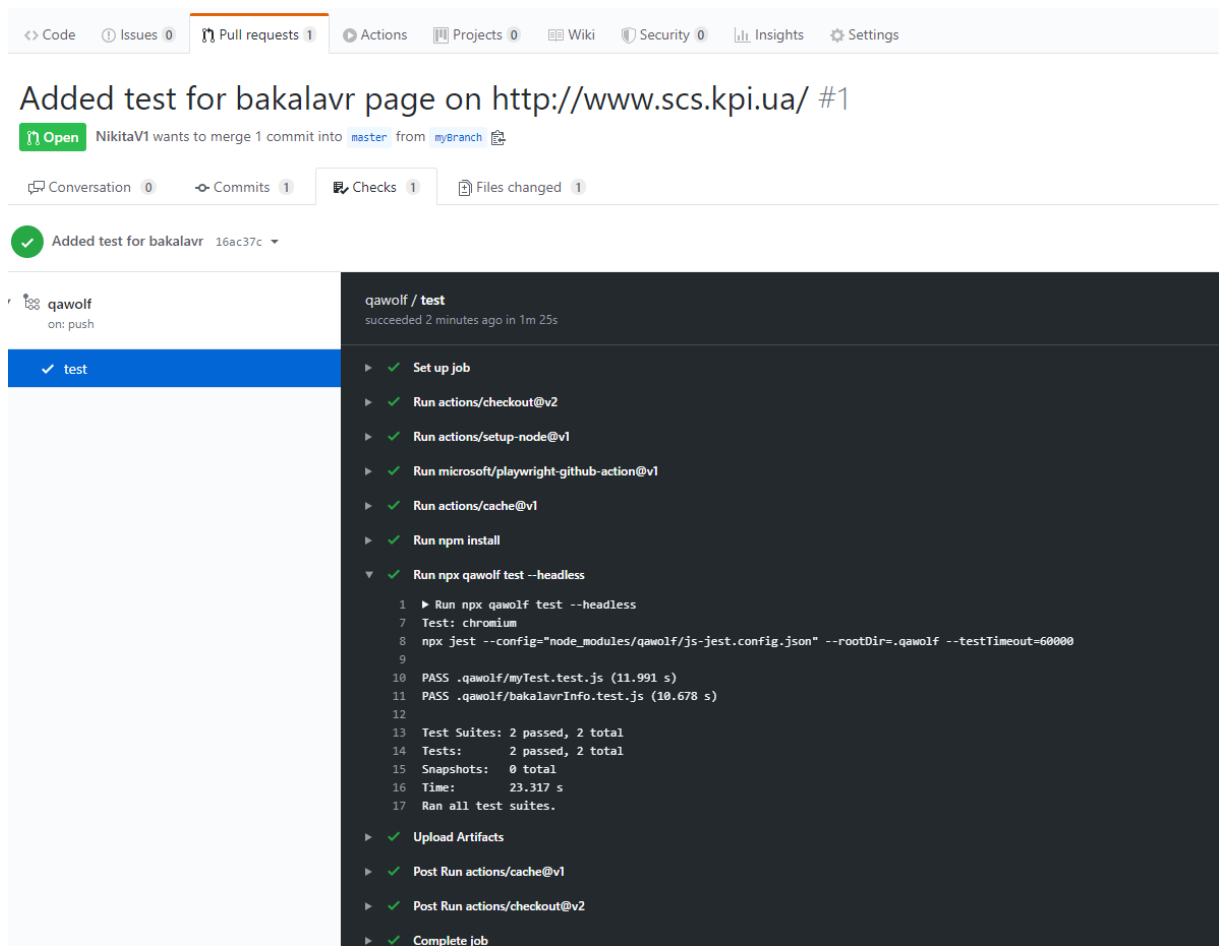 Code Issues 0 Pull requests 1 Actions Projects 0 Wiki Security 0 Insights Settings
Added test for bakalavr page on http://www.scs.kpi.ua/ #1
Open NikitaV1 wants to merge 1 commit into master from myBranch
Conversation 0 Commits 1 Checks 1 Files changed 1
Added test for bakalavr 16ac37c
qawolf
on: push
test
qawolf / test
succeeded 2 minutes ago in 1m 25s
Set up job
Run actions/checkout@v2
Run actions/setup-node@v1
Run microsoft/playwright-github-action@v1
Run actions/cache@v1
Run npm install
Run npx qawolf test --headless
1 Run npx qawolf test --headless
7 Test: chromium
8 npx jest --config="node_modules/qawolf/js-jest.config.json" --rootDir=.qawolf --testTimeout=60000
9
10 PASS .qawolf/myTest.test.js (11.991 s)
11 PASS .qawolf/bakalavrInfo.test.js (10.678 s)
12
13 Test Suites: 2 passed, 2 total
14 Tests: 2 passed, 2 total
15 Snapshots: 0 total
16 Time: 23.317 s
17 Ran all test suites.
Upload Artifacts
Post Run actions/cache@v1
Post Run actions/checkout@v2
Complete job